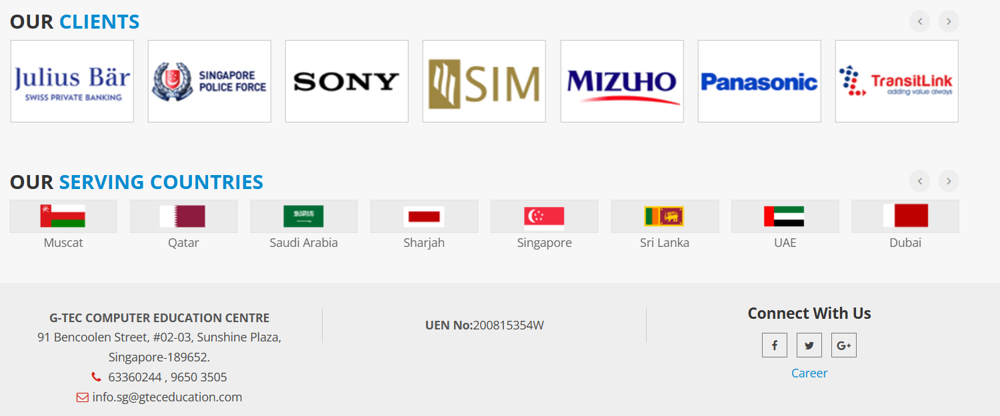 OUR CLIENTS
Julius Bär
SWISS PRIVATE BANKING
SINGAPORE
POLICE FORCE
SONY
SIM
MIZUHO
Panasonic
TransitLink
adding value always
OUR SERVING COUNTRIES
Muscat
Qatar
Saudi Arabia
Sharjah
Singapore
Sri Lanka
UAE
Dubai
G-TEC COMPUTER EDUCATION CENTRE
91 Bencoolen Street, #02-03, Sunshine Plaza,
Singapore-189652.
63360244 , 9650 3505
info.sg@gteceducation.com
UEN No:200815354W
Connect With Us
f
G+
Career